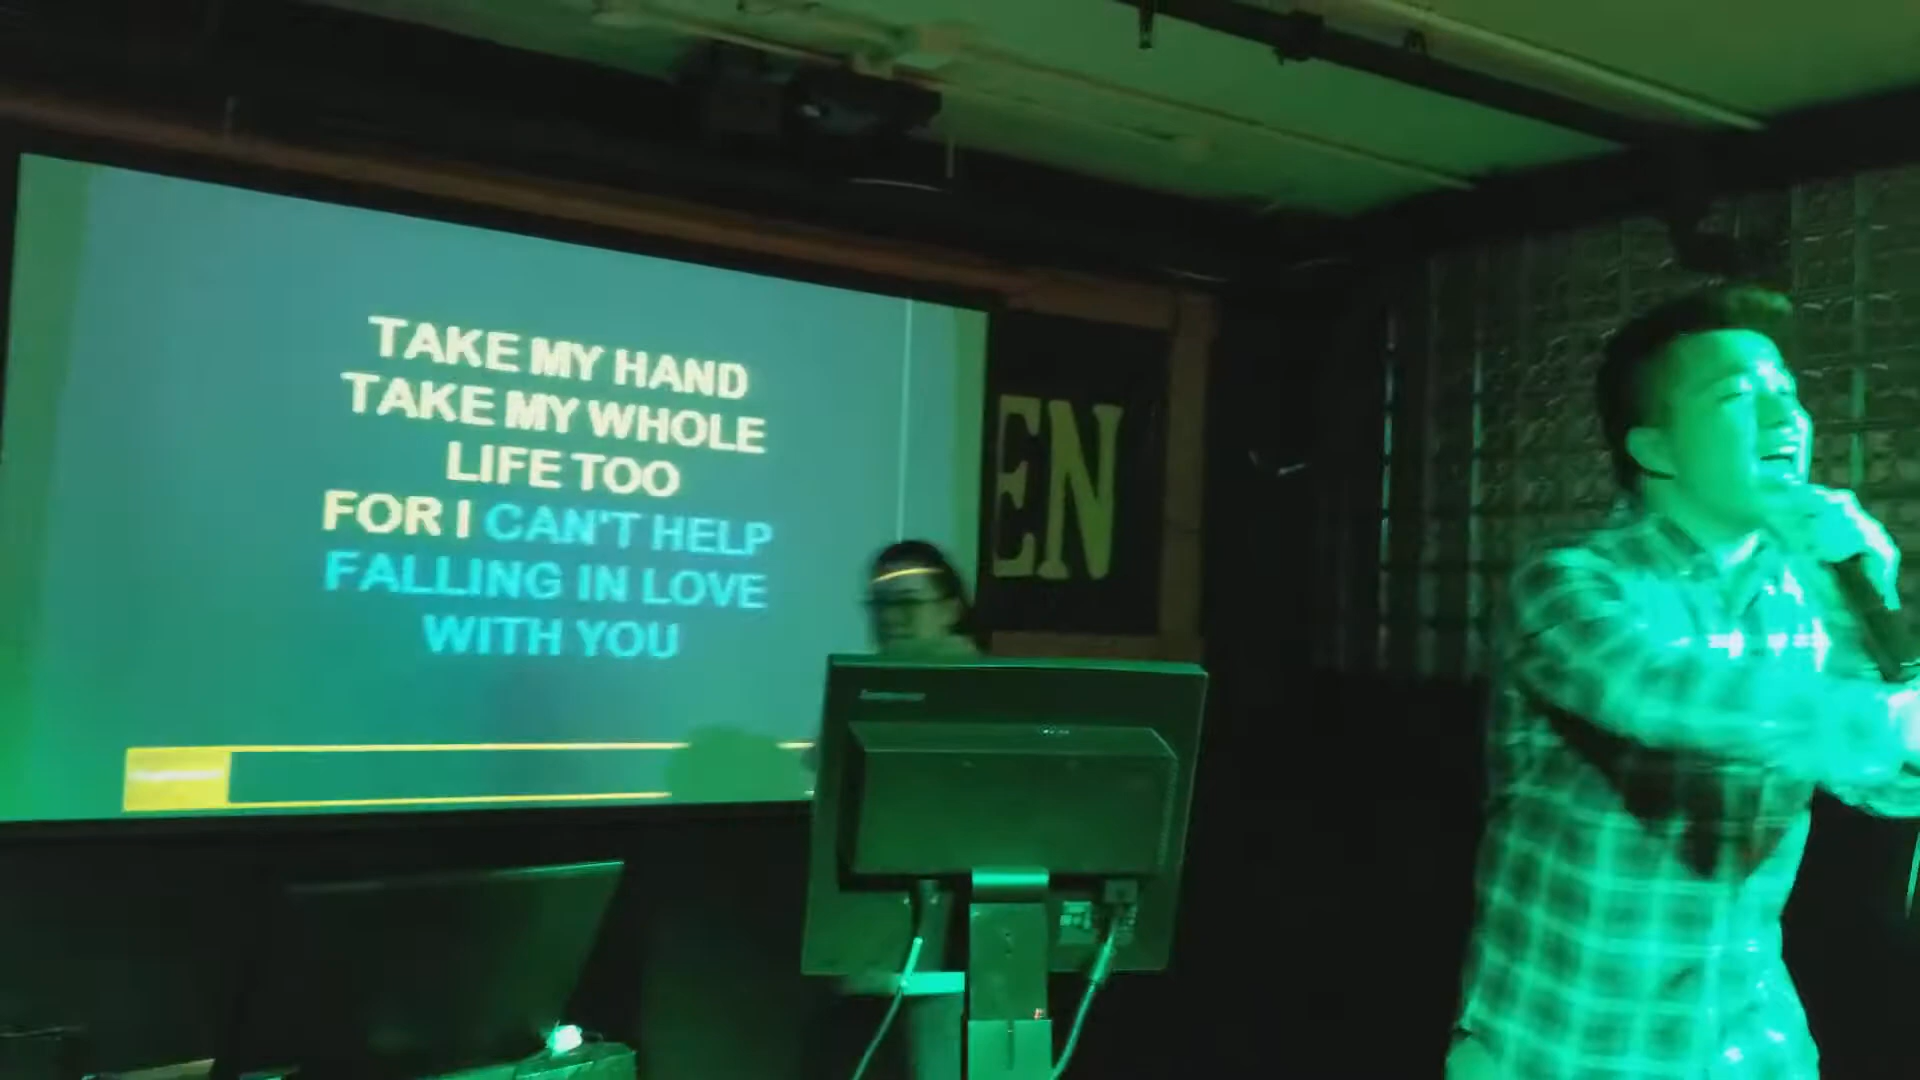 TAKE MY HAND
TAKE MY WHOLE
LIFE TOO
FOR I CAN'T HELP
FALLING IN LOVE
WITH YOU
EN